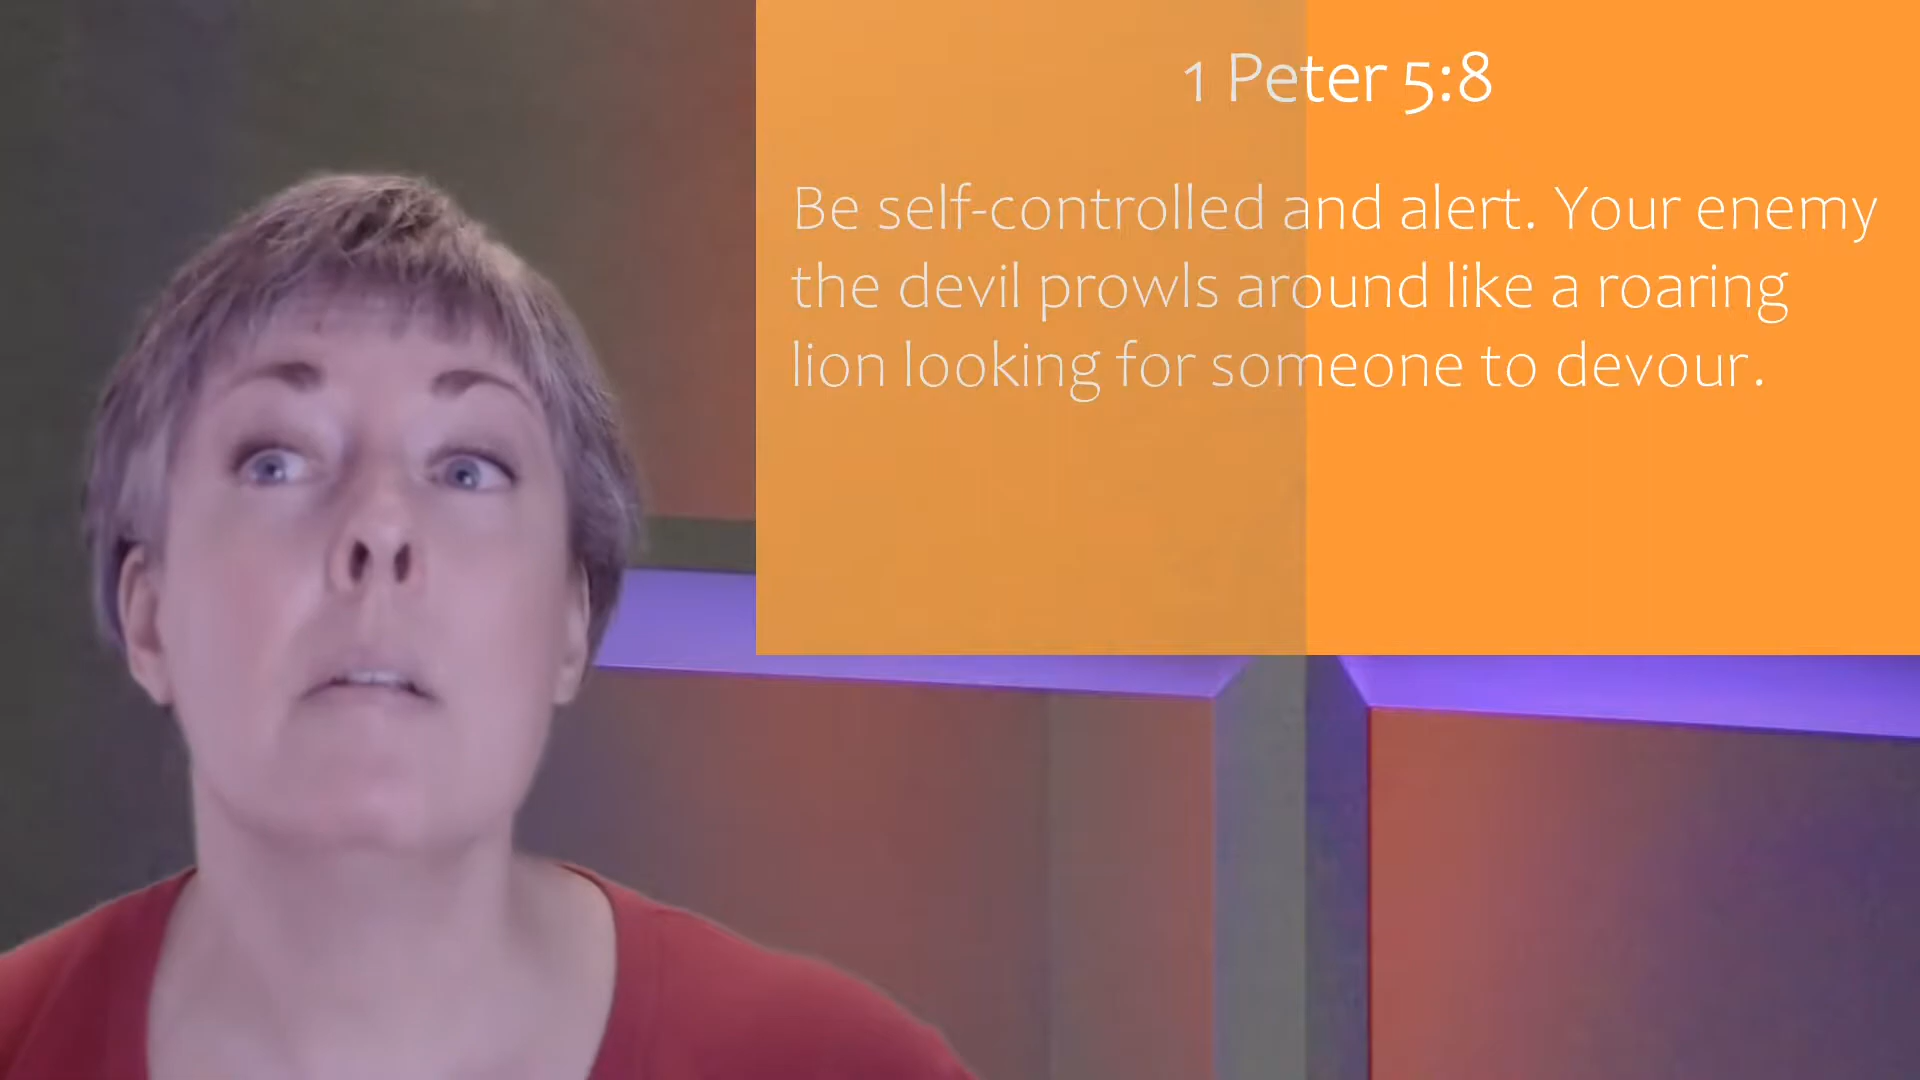 1 Peter 5:8
Be self-controlled and alert. Your enemy
the devil prowls around like a roaring
lion looking for someone to devour.